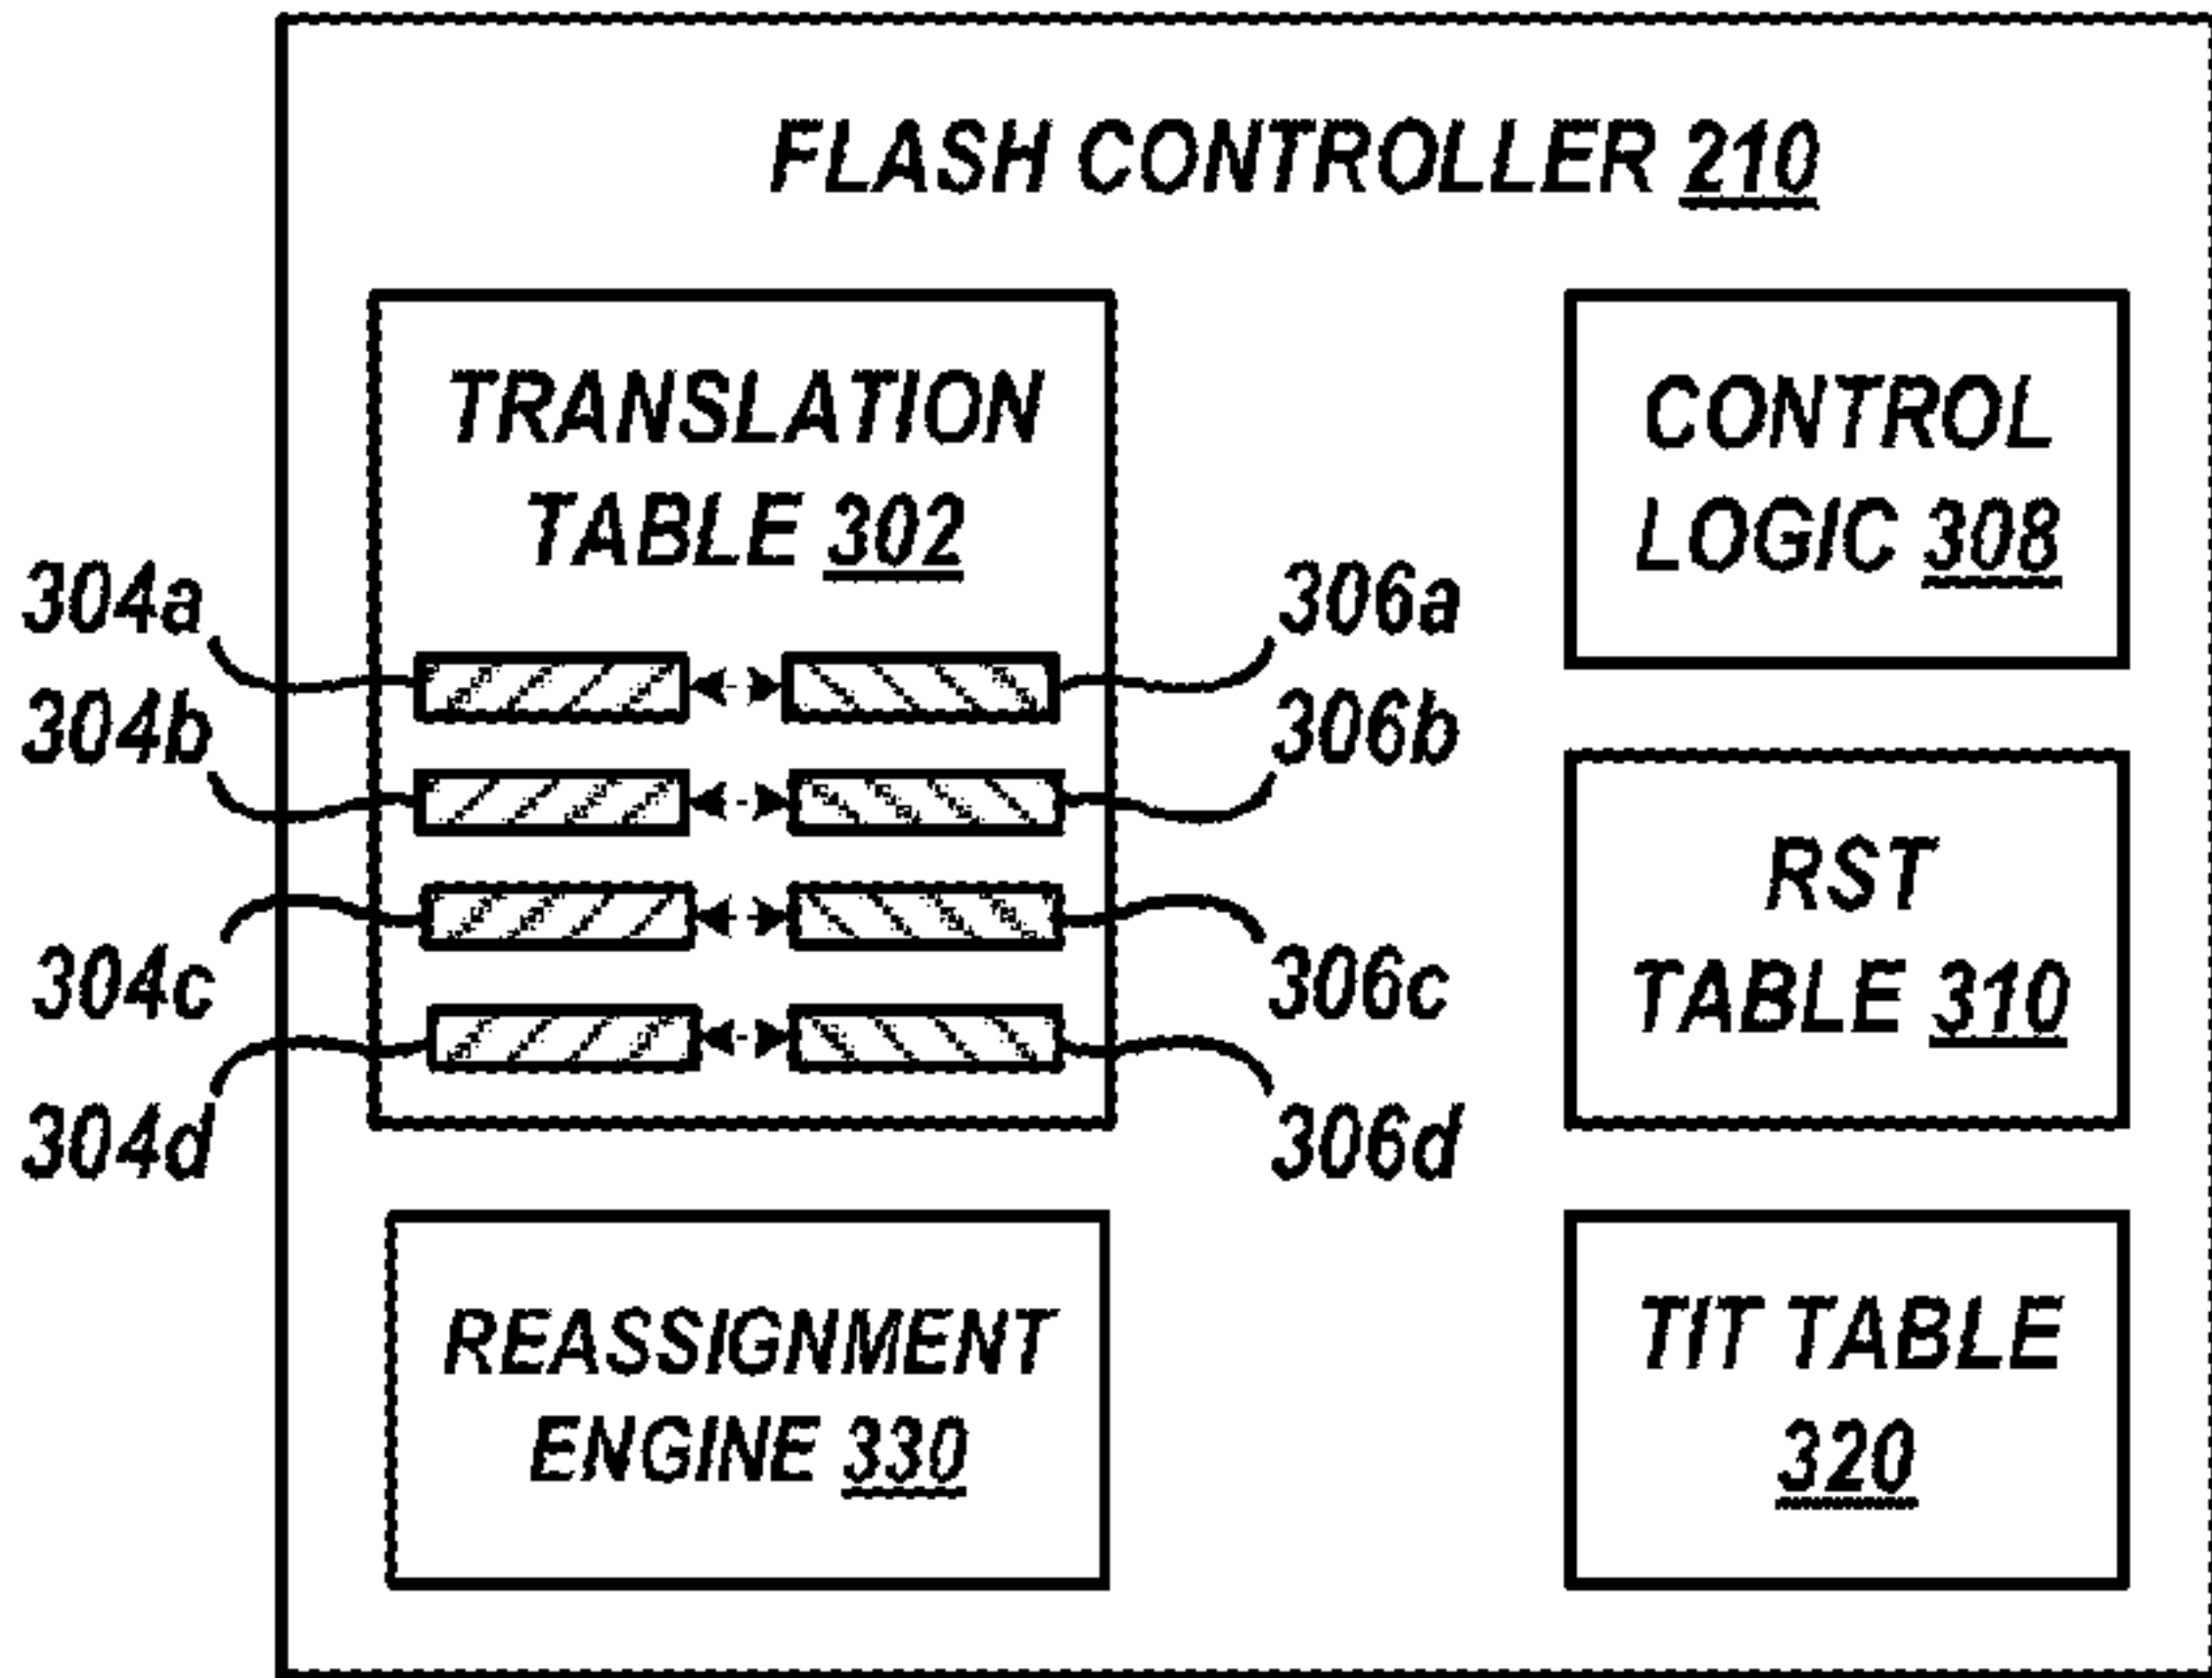 FLASH CONTROLLER 210
TRANSLATION
TABLE 302
304a
304b
304c
304d
306a
306b
306c
306d
CONTROL
LOGIC 308
RST
TABLE 310
REASSIGNMENT
ENGINE 330
TIT TABLE
320